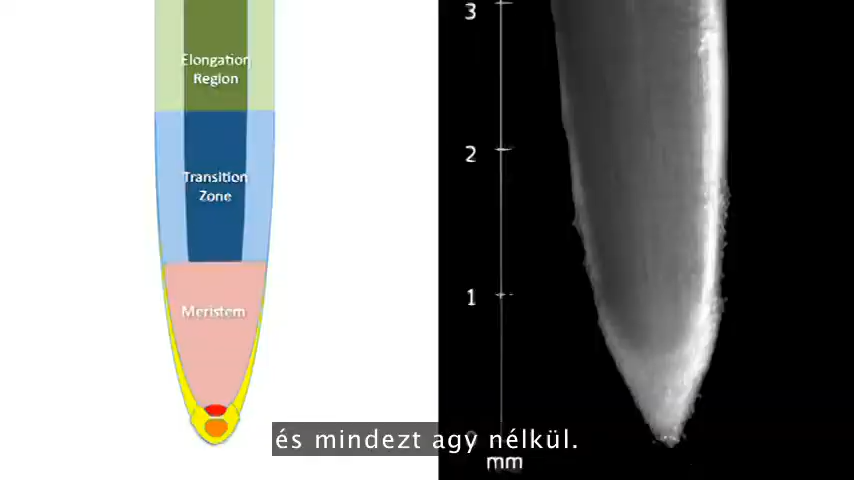 Elongation
Region
Transition
Zone
Meristem
3
2
1
0
mm
és mindezt agy nélkül.